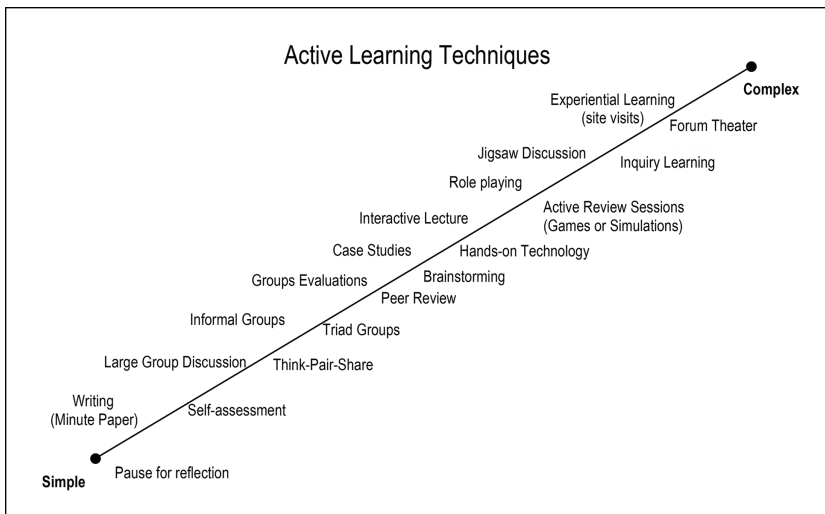 Active Learning Techniques
Complex
Experiential Learning
(site visits)
Forum Theater
Jigsaw Discussion
Inquiry Learning
Role playing
Active Review Sessions
(Games or Simulations)
Interactive Lecture
Hands-on Technology
Case Studies
Brainstorming
Groups Evaluations
Peer Review
Informal Groups
Triad Groups
Large Group Discussion
Think-Pair-Share
Writing
(Minute Paper)
Self-assessment
Pause for reflection
Simple